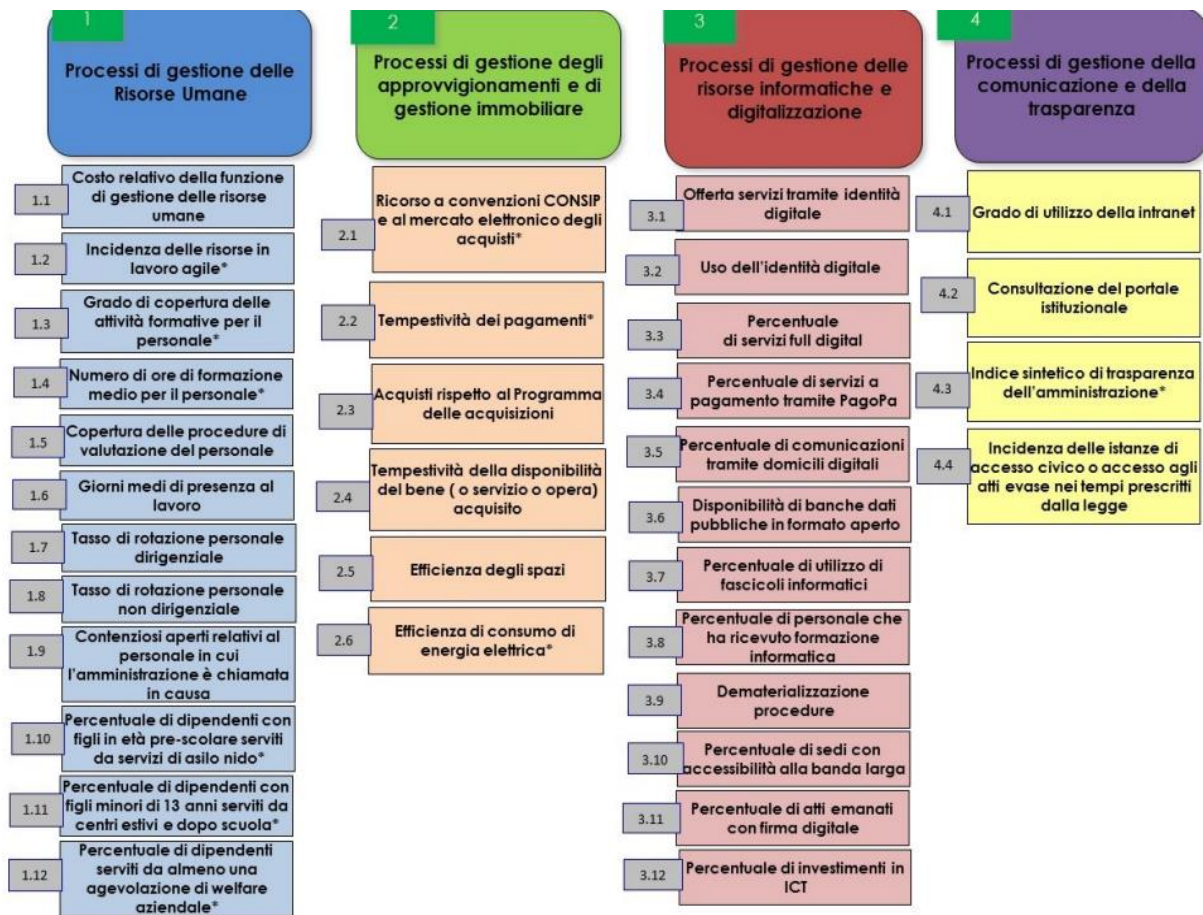 1
Processi di gestione delle
Risorse Umane
1.1
Costo relativo della funzione
di gestione delle risorse
umane
1.2
Incidenza delle risorse in
lavoro agile*
1.3
Grado di copertura delle
attività formative per il
personale*
1.4
Numero di ore di formazione
medio per il personale*
1.5
Copertura delle procedure di
valutazione del personale
1.6
Giorni medi di presenza al
lavoro
1.7
Tasso di rotazione personale
dirigenziale
1.8
Tasso di rotazione personale
non dirigenziale
1.9
Contenziosi aperti relativi al
personale in cui
l'amministrazione è chiamata
in causa
1.10
Percentuale di dipendenti con
figli in età pre-scolare serviti
da servizi di asilo nido*
1.11
Percentuale di dipendenti con
figli minori di 13 anni serviti da
centri estivi e dopo scuola*
1.12
Percentuale di dipendenti
serviti da almeno una
agevolazione di welfare
aziendale*
2
Processi di gestione degli
approvvigionamenti e di
gestione immobiliare
2.1
Ricorso a convenzioni CONSIP
e al mercato elettronico degli
acquisti*
2.2
Tempestività dei pagamenti*
2.3
Acquisti rispetto al Programma
delle acquisizioni
2.4
Tempestività della disponibilità
del bene ( o servizio o opera)
acquisito
2.5
Efficienza degli spazi
2.6
Efficienza di consumo di
energia elettrica*
3
Processi di gestione delle
risorse informatiche e
digitalizzazione
3.1
Offerta servizi tramite identità
digitale
3.2
Uso dell'identità digitale
3.3
Percentuale
di servizi full digital
3.4
Percentuale di servizi a
pagamento tramite PagoPa
3.5
Percentuale di comunicazioni
tramite domicili digitali
3.6
Disponibilità di banche dati
pubbliche in formato aperto
3.7
Percentuale di utilizzo di
fascicoli informatici
3.8
Percentuale di personale che
ha ricevuto formazione
informatica
3.9
Dematerializzazione
procedure
3.10
Percentuale di sedi con
accessibilità alla banda larga
3.11
Percentuale di atti emanati
con firma digitale
3.12
Percentuale di investimenti in
ICT
4
Processi di gestione della
comunicazione e della
trasparenza
4.1
Grado di utilizzo della intranet
4.2
Consultazione del portale
istituzionale
4.3
Indice sintetico di trasparenza
dell'amministrazione*
4.4
Incidenza delle istanze di
accesso civico o accesso agli
atti evase nei tempi prescritti
dalla legge